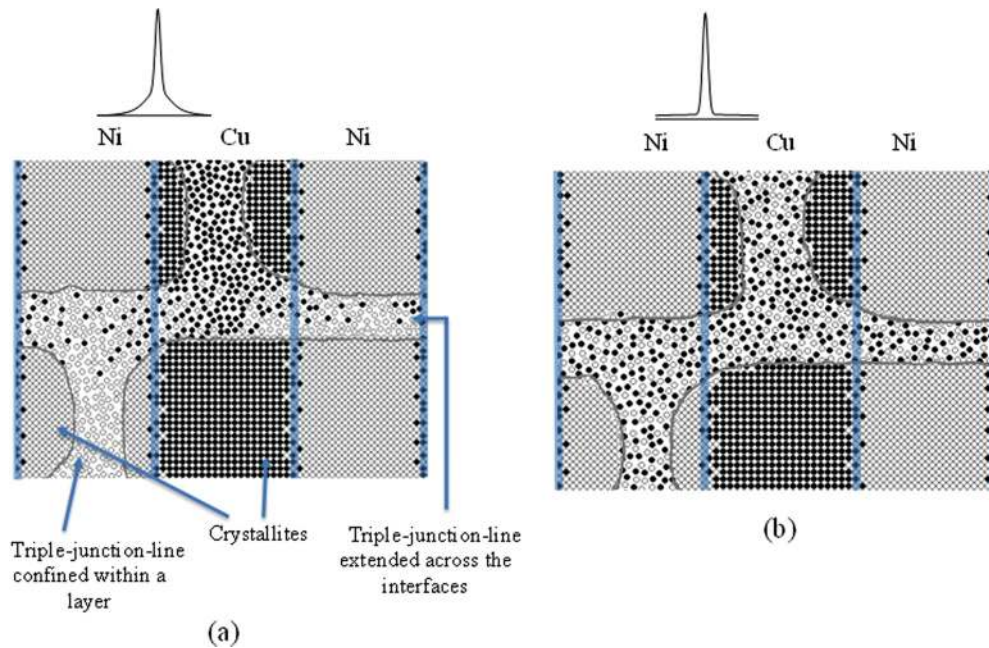 Ni Cu Ni
Ni Cu Ni
Triple-junction-line
confined within a
layer
Crystallites
Triple-junction-line
extended across the
interfaces
(a)
(b)